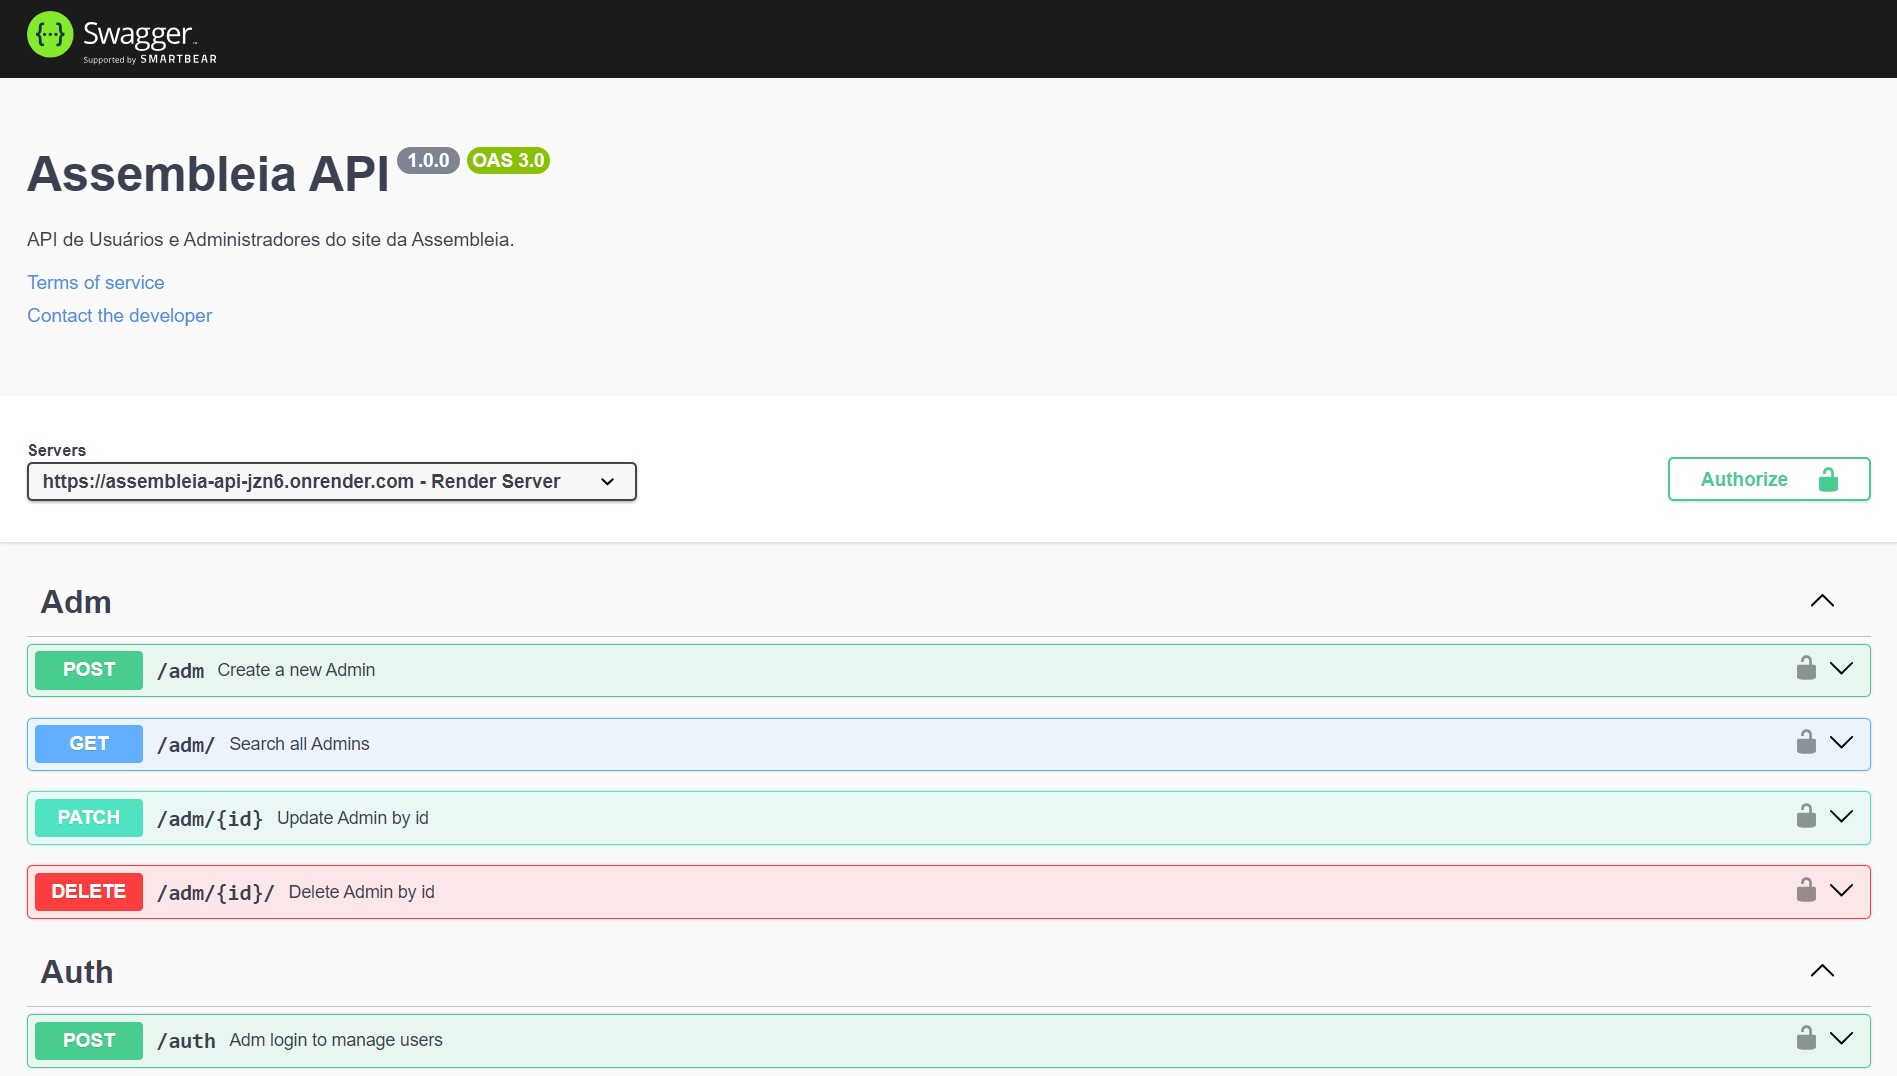 Swagger
Supported by SMARTBEAR
Assembleia API 1.0.0 OAS 3.0
API de Usuários e Administradores do site da Assembleia.
Terms of service
Contact the developer
Servers
https://assembleia-api-jzn6.onrender.com - Render Server
Authorize
Adm
POST /adm Create a new Admin
GET /adm/ Search all Admins
PATCH /adm/{id} Update Admin by id
DELETE /adm/{id}/ Delete Admin by id
Auth
POST /auth Adm login to manage users